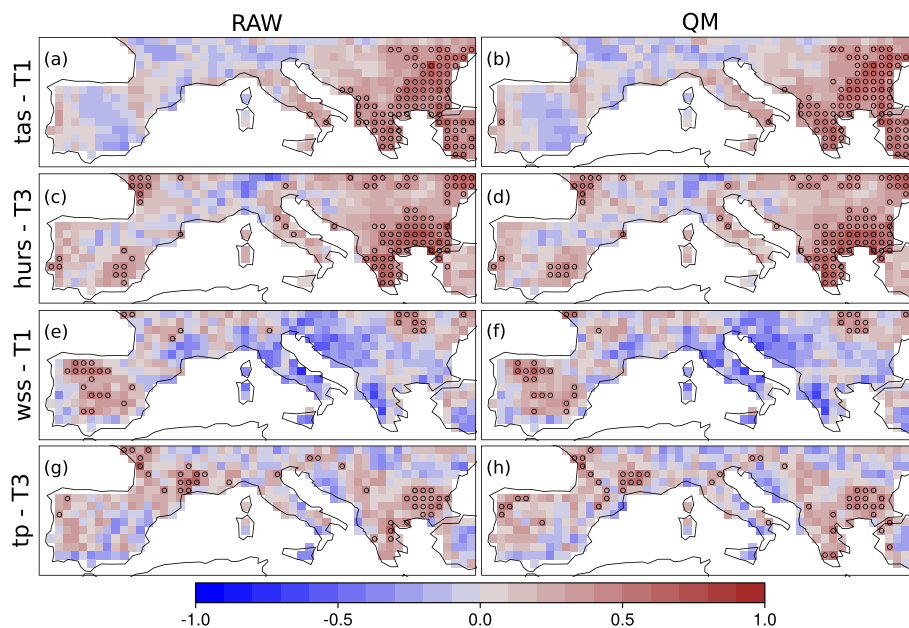 RAW QM
tas - T1
(a) (b)
hurs - T3
(c) (d)
wss - T1
(e) (f)
tp - T3
(g) (h)
-1.0 -0.5 0.0 0.5 1.0